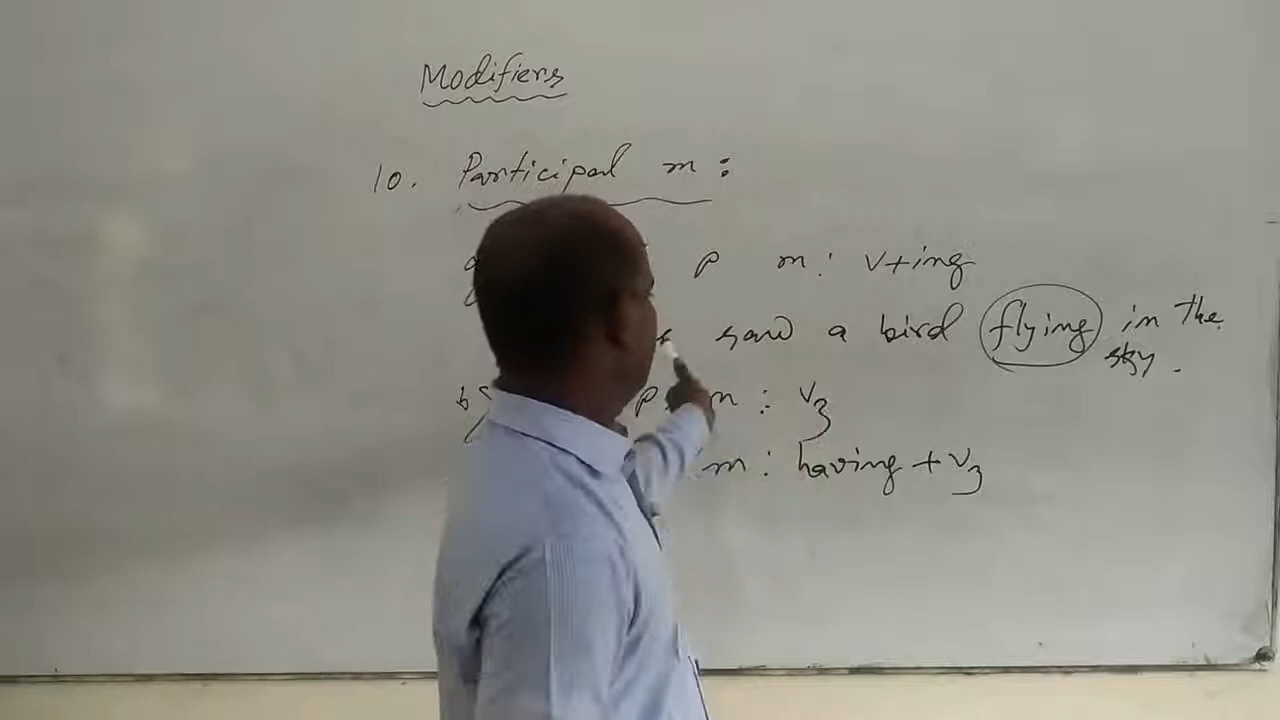 Modifiers
10. Participal m :
p m : v+ing
saw a bird flying in the
sky.
b) p. m : v3
m : having + v3